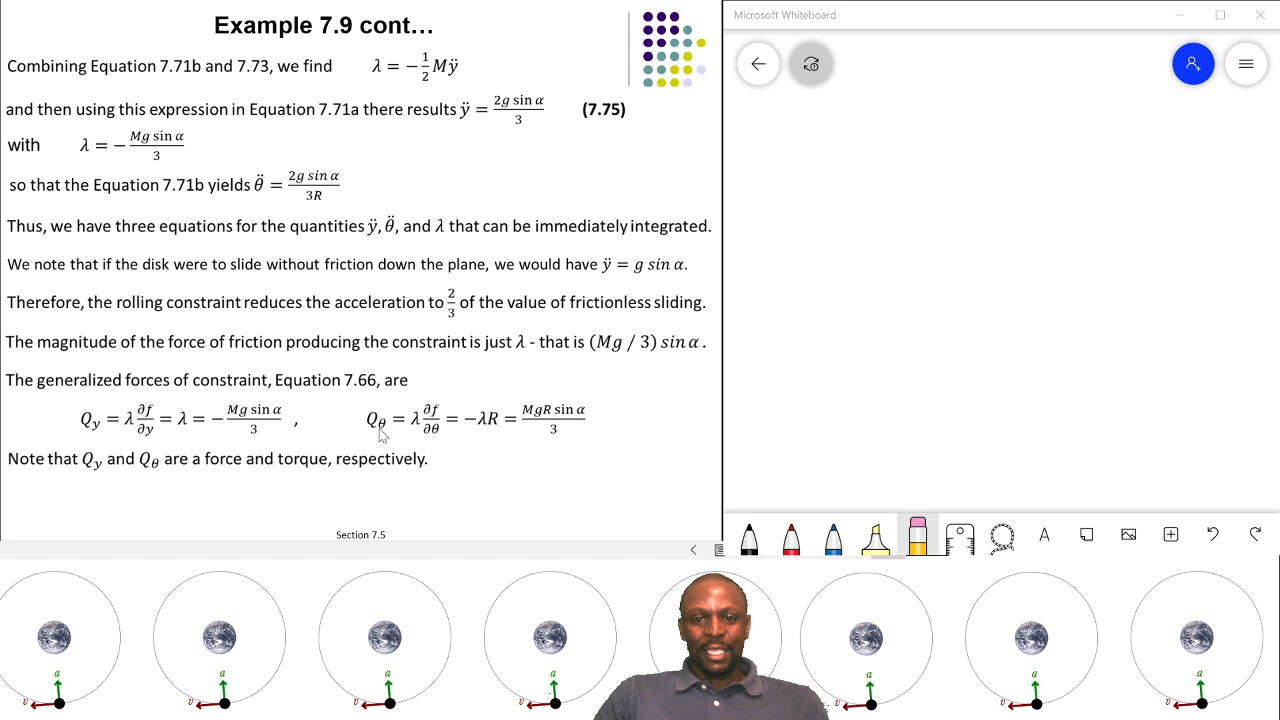 Example 7.9 cont…
Combining Equation 7.71b and 7.73, we find λ = −1/2 Mÿ
and then using this expression in Equation 7.71a there results ÿ = 2g sin α / 3 (7.75)
with λ = − Mg sin α / 3
so that the Equation 7.71b yields θ̈ = 2g sin α / 3R
Thus, we have three equations for the quantities ÿ, θ̈, and λ that can be immediately integrated.
We note that if the disk were to slide without friction down the plane, we would have ÿ = g sin α.
Therefore, the rolling constraint reduces the acceleration to 2/3 of the value of frictionless sliding.
The magnitude of the force of friction producing the constraint is just λ - that is (Mg / 3) sin α .
The generalized forces of constraint, Equation 7.66, are
Q_y = λ ∂f/∂y = λ = − Mg sin α / 3 , Q_θ = λ ∂f/∂θ = −λR = MgR sin α / 3
Note that Q_y and Q_θ are a force and torque, respectively.
Section 7.5
Microsoft Whiteboard
A
a a a a a a a
υ υ υ υ υ υ υ